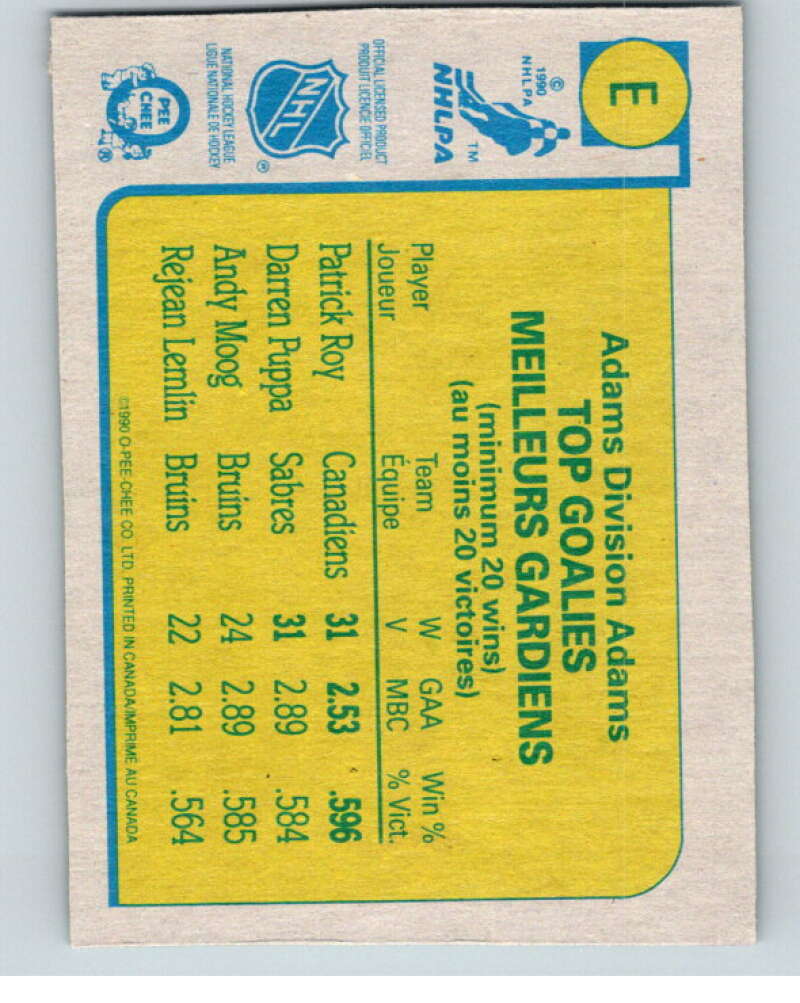 E
© 1990
NHLPA
NHLPA
TM
OFFICIAL LICENSED PRODUCT
PRODUIT LICENCIÉ OFFICIEL
NHL
®
NATIONAL HOCKEY LEAGUE
LIGUE NATIONALE DE HOCKEY
O
PEE
CHEE
®
Adams Division Adams
TOP GOALIES
MEILLEURS GARDIENS
(minimum 20 wins)
(au moins 20 victoires)
Player Team W GAA Win %
Joueur Équipe V MBC % Vict.
Patrick Roy Canadiens 31 2.53 .596
Darren Puppa Sabres 31 2.89 .584
Andy Moog Bruins 24 2.89 .585
Rejean Lemlin Bruins 22 2.81 .564
©1990 O-PEE-CHEE CO. LTD. PRINTED IN CANADA/IMPRIME AU CANADA